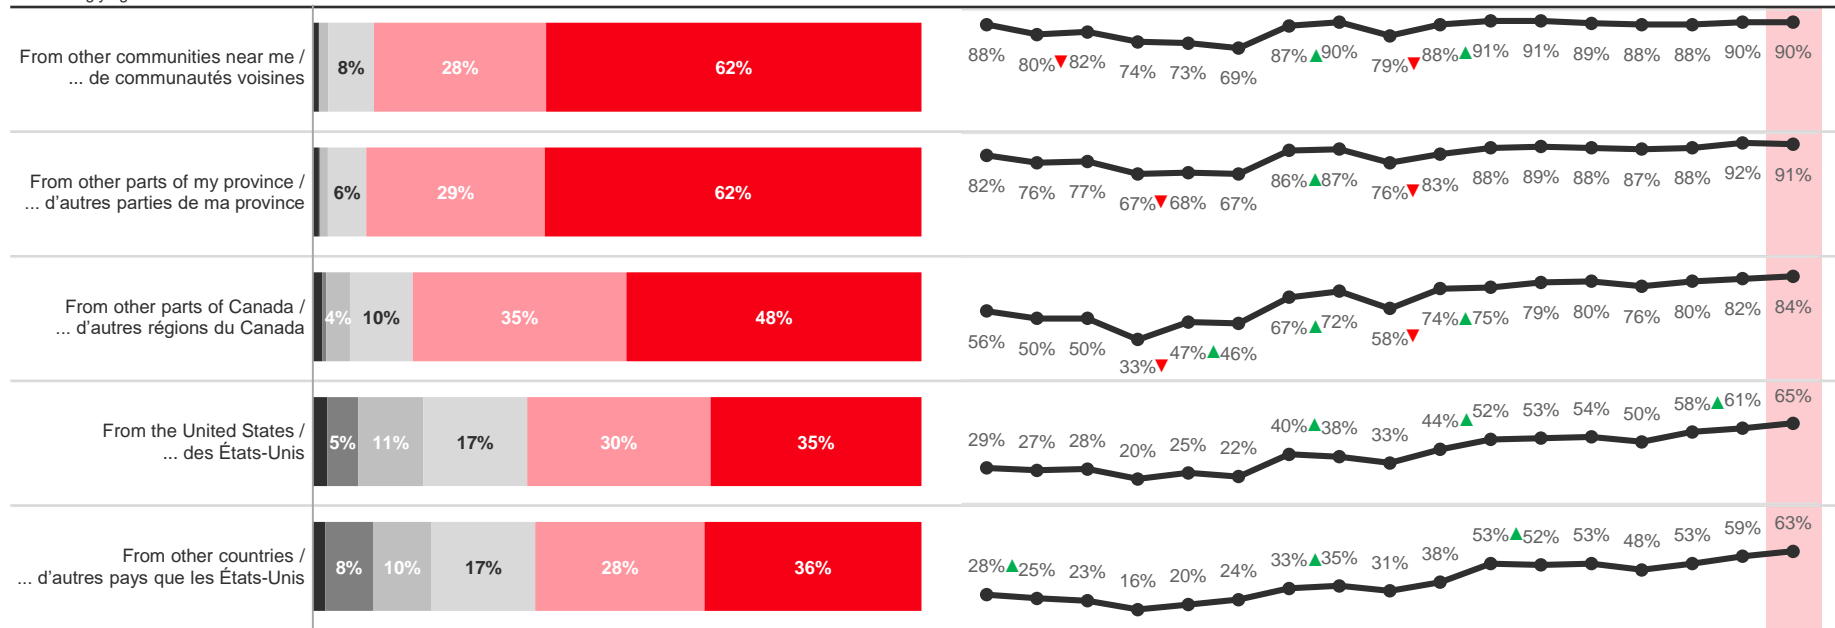 From other communities near me /
... de communautés voisines
8% 28% 62%
88% 80%▼82% 74% 73% 69% 87%▲90% 79%▼88%▲91% 91% 89% 88% 88% 90% 90%
From other parts of my province /
... d'autres parties de ma province
6% 29% 62%
82% 76% 77% 67%▼68% 67% 86%▲87% 76%▼83% 88% 89% 88% 87% 88% 92% 91%
From other parts of Canada /
... d'autres régions du Canada
4% 10% 35% 48%
56% 50% 50% 33%▼47%▲46% 67%▲72% 58%▼74%▲75% 79% 80% 76% 80% 82% 84%
From the United States /
... des États-Unis
5% 11% 17% 30% 35%
29% 27% 28% 20% 25% 22% 40%▲38% 33% 44%▲52% 53% 54% 50% 58%▲61% 65%
From other countries /
... d'autres pays que les États-Unis
8% 10% 17% 28% 36%
28%▲25% 23% 16% 20% 24% 33%▲35% 31% 38% 53%▲52% 53% 48% 53% 59% 63%